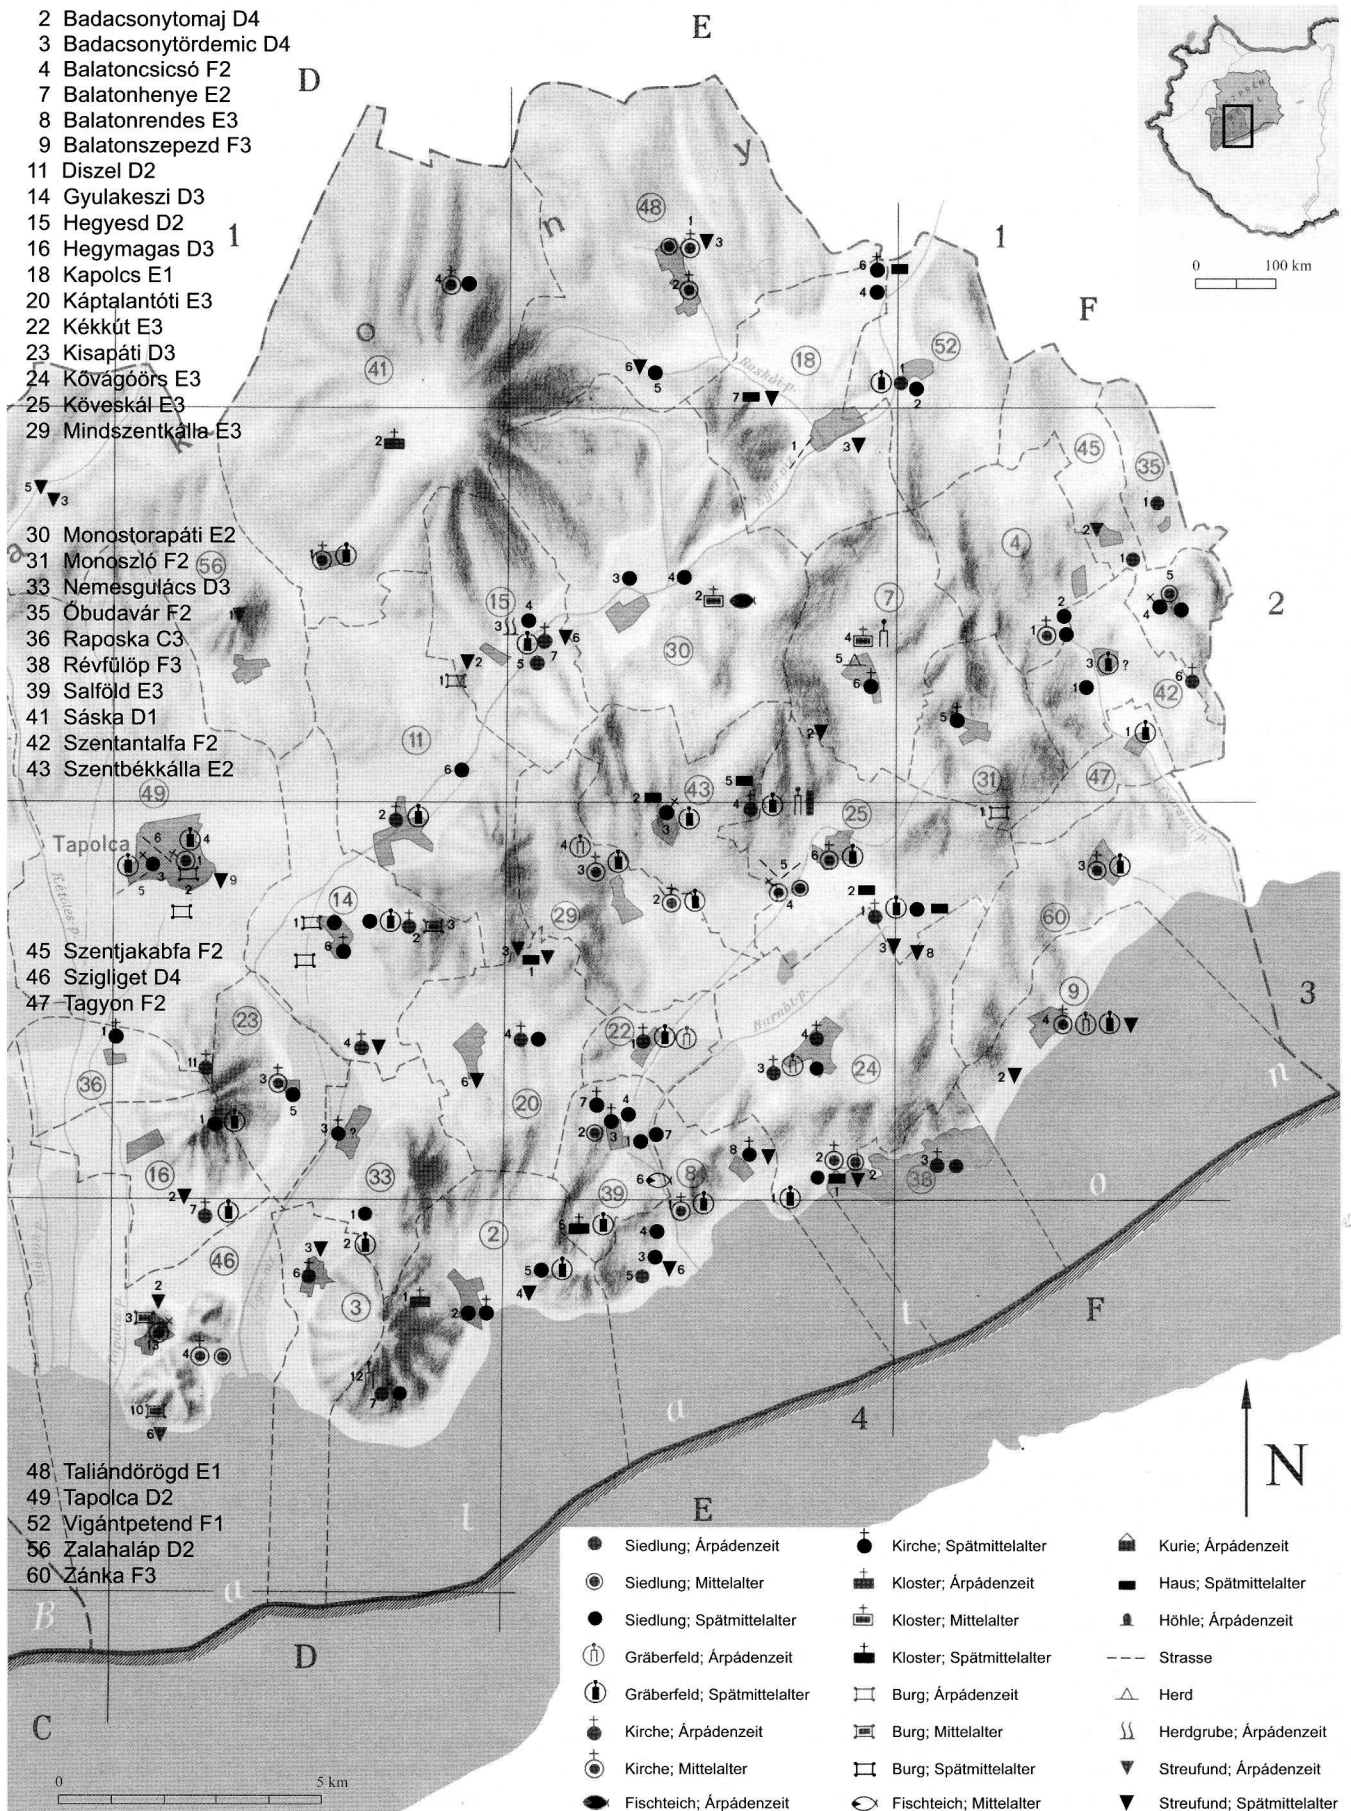 2 Badacsonytomaj D4
3 Badacsonytördemic D4
4 Balatoncsicsó F2
7 Balatonhenye E2
8 Balatonrendes E3
9 Balatonszepezd F3
11 Diszel D2
14 Gyulakeszi D3
15 Hegyesd D2
16 Hegymagas D3
18 Kapolcs E1
20 Káptalantóti E3
22 Kékkút E3
23 Kisapáti D3
24 Kővágóörs E3
25 Köveskál E3
29 Mindszentkálla E3
30 Monostorapáti E2
31 Monoszló F2
33 Nemesgulács D3
35 Óbudavár F2
36 Raposka C3
38 Révfülöp F3
39 Salföld E3
41 Sáska D1
42 Szentantalfa F2
43 Szentbékkálla E2
45 Szentjakabfa F2
46 Szigliget D4
47 Tagyon F2
48 Taliándörögd E1
49 Tapolca D2
52 Vigántpetend F1
56 Zalahaláp D2
60 Zánka F3
D
E
F
1
1
2
3
4
C
D
E
F
Tapolca
a k o n y
B a l a t o n
Burnót-p.
0 100 km
N
0 5 km
Siedlung; Árpádenzeit
Siedlung; Mittelalter
Siedlung; Spätmittelalter
Gräberfeld; Árpádenzeit
Gräberfeld; Spätmittelalter
Kirche; Árpádenzeit
Kirche; Mittelalter
Fischteich; Árpádenzeit
Kirche; Spätmittelalter
Kloster; Árpádenzeit
Kloster; Mittelalter
Kloster; Spätmittelalter
Burg; Árpádenzeit
Burg; Mittelalter
Burg; Spätmittelalter
Fischteich; Mittelalter
Kurie; Árpádenzeit
Haus; Spätmittelalter
Höhle; Árpádenzeit
Strasse
Herd
Herdgrube; Árpádenzeit
Streufund; Árpádenzeit
Streufund; Spätmittelalter